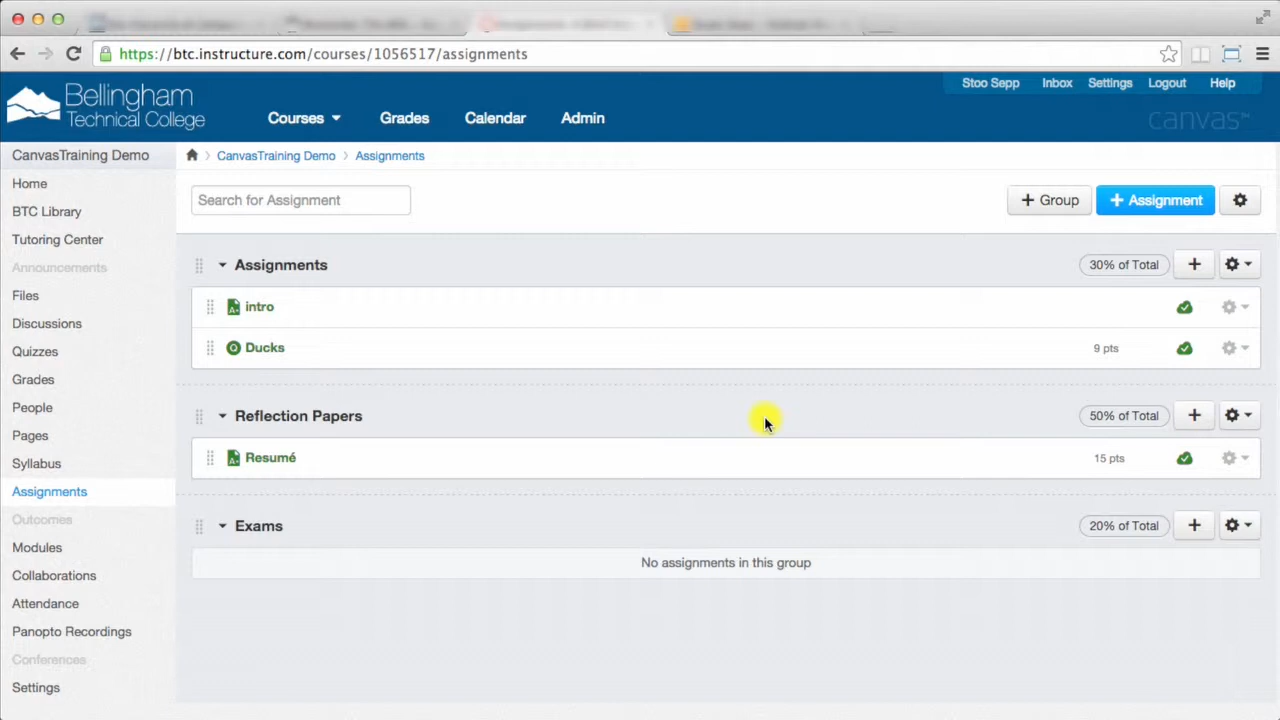 https://btc.instructure.com/courses/1056517/assignments
Stoo Sepp Inbox Settings Logout Help
Bellingham
Technical College
Courses Grades Calendar Admin
canvas™
CanvasTraining Demo
CanvasTraining Demo > Assignments
Home
BTC Library
Tutoring Center
Announcements
Files
Discussions
Quizzes
Grades
People
Pages
Syllabus
Assignments
Outcomes
Modules
Collaborations
Attendance
Panopto Recordings
Conferences
Settings
Search for Assignment
+ Group + Assignment
Assignments 30% of Total +
intro
Ducks 9 pts
Reflection Papers 50% of Total +
Resumé 15 pts
Exams 20% of Total +
No assignments in this group